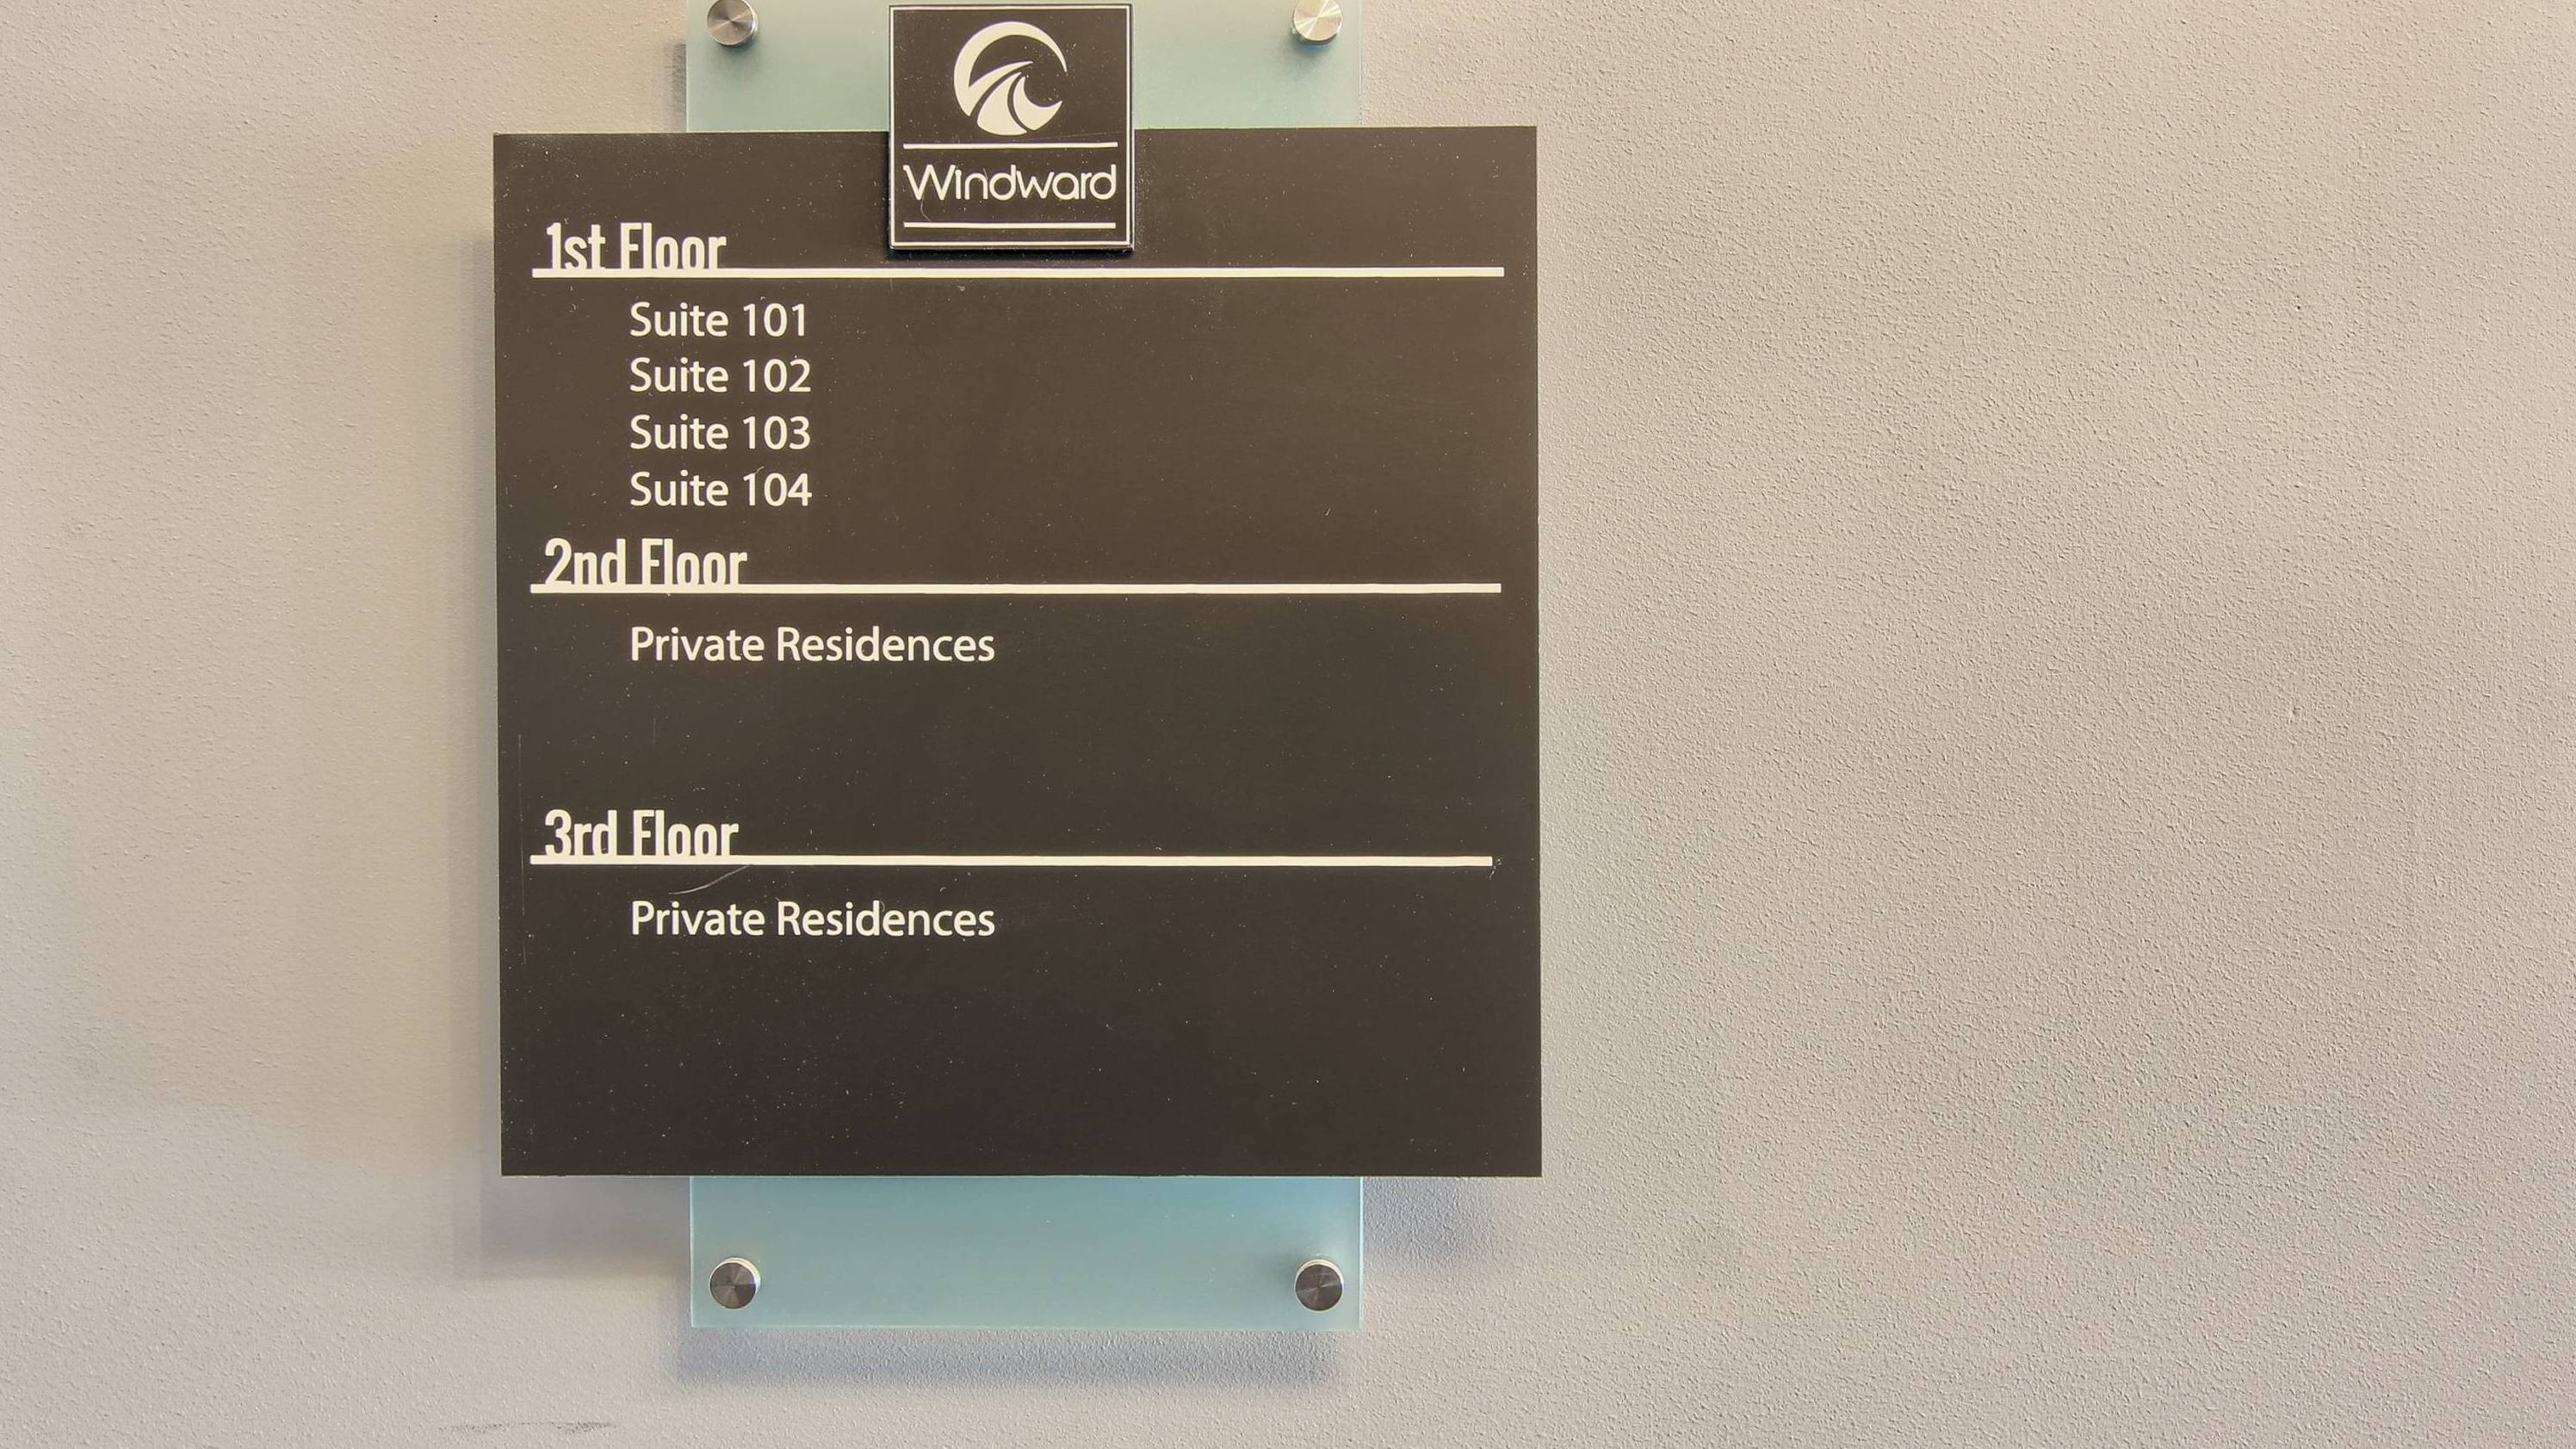 Windward
1st Floor
Suite 101
Suite 102
Suite 103
Suite 104
2nd Floor
Private Residences
3rd Floor
Private Residences